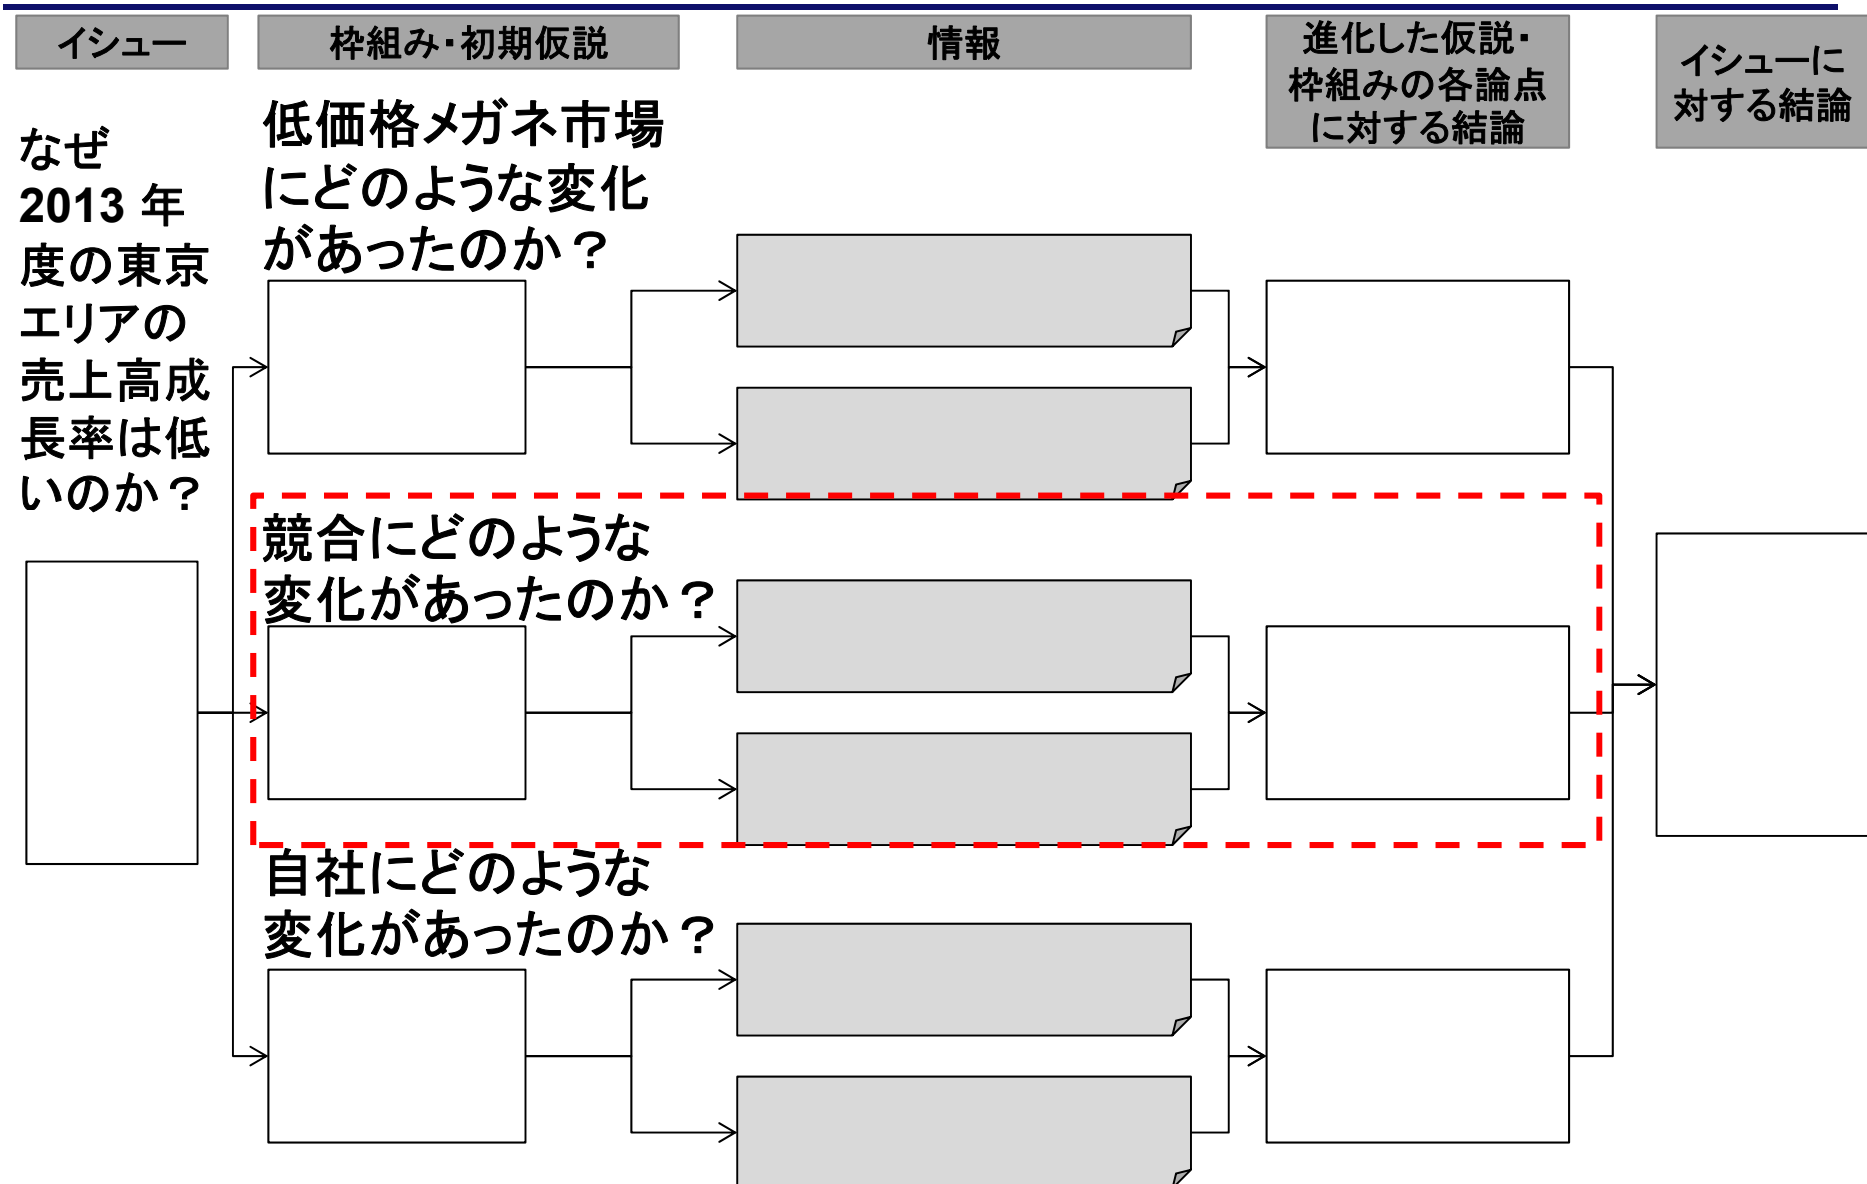 イシュー
枠組み・初期仮説
情報
進化した仮説・
枠組みの各論点
に対する結論
イシューに
対する結論
なぜ
2013 年
度の東京
エリアの
売上高成
長率は低
いのか？
低価格メガネ市場
にどのような変化
があったのか？
競合にどのような
変化があったのか？
自社にどのような
変化があったのか？